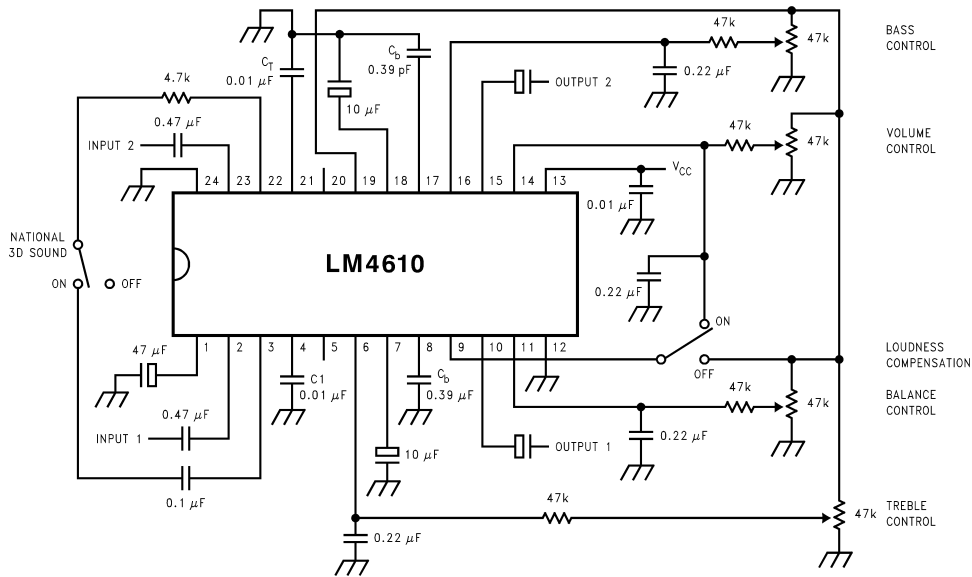 47k
47k
BASS
CONTROL
C_T
0.01 μF
C_b
0.39 pF
0.22 μF
OUTPUT 2
4.7k
10 μF
0.47 μF
INPUT 2
47k
47k
VOLUME
CONTROL
24 23 22 21 20 19 18 17 16 15 14 13
V_CC
0.01 μF
NATIONAL
3D SOUND
ON
OFF
LM4610
0.22 μF
ON
OFF
1 2 3 4 5 6 7 8 9 10 11 12
LOUDNESS
COMPENSATION
47 μF
C1
0.01 μF
C_b
0.39 μF
47k
47k
BALANCE
CONTROL
0.47 μF
INPUT 1
0.22 μF
OUTPUT 1
10 μF
0.1 μF
47k
47k
TREBLE
CONTROL
0.22 μF